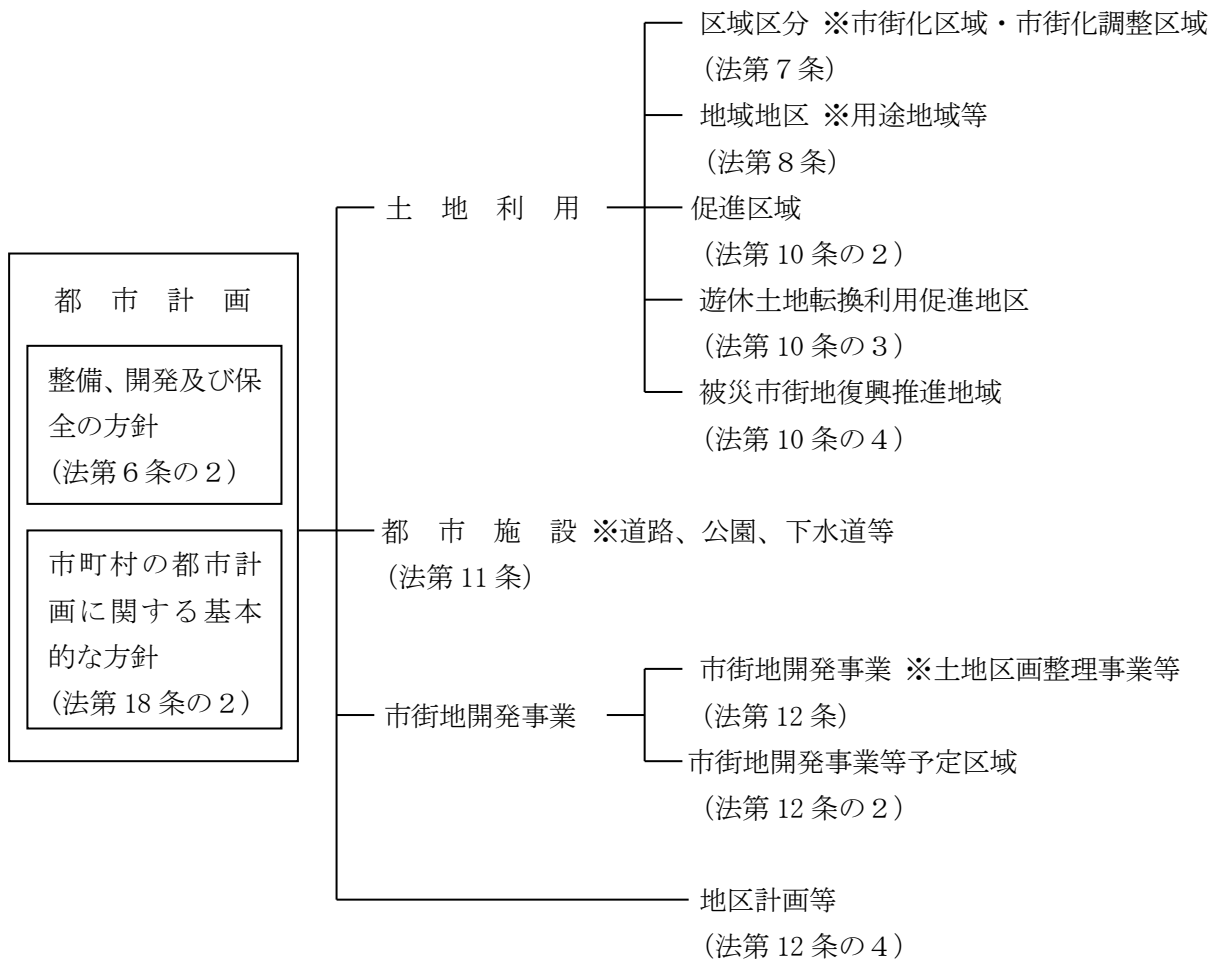 都市計画
整備、開発及び保
全の方針
(法第6条の2)
市町村の都市計
画に関する基本
的な方針
(法第18条の2)
土地利用
区域区分 ※市街化区域・市街化調整区域
(法第7条)
地域地区 ※用途地域等
(法第8条)
促進区域
(法第10条の2)
遊休土地転換利用促進地区
(法第10条の3)
被災市街地復興推進地域
(法第10条の4)
都市施設 ※道路、公園、下水道等
(法第11条)
市街地開発事業
市街地開発事業 ※土地区画整理事業等
(法第12条)
市街地開発事業等予定区域
(法第12条の2)
地区計画等
(法第12条の4)